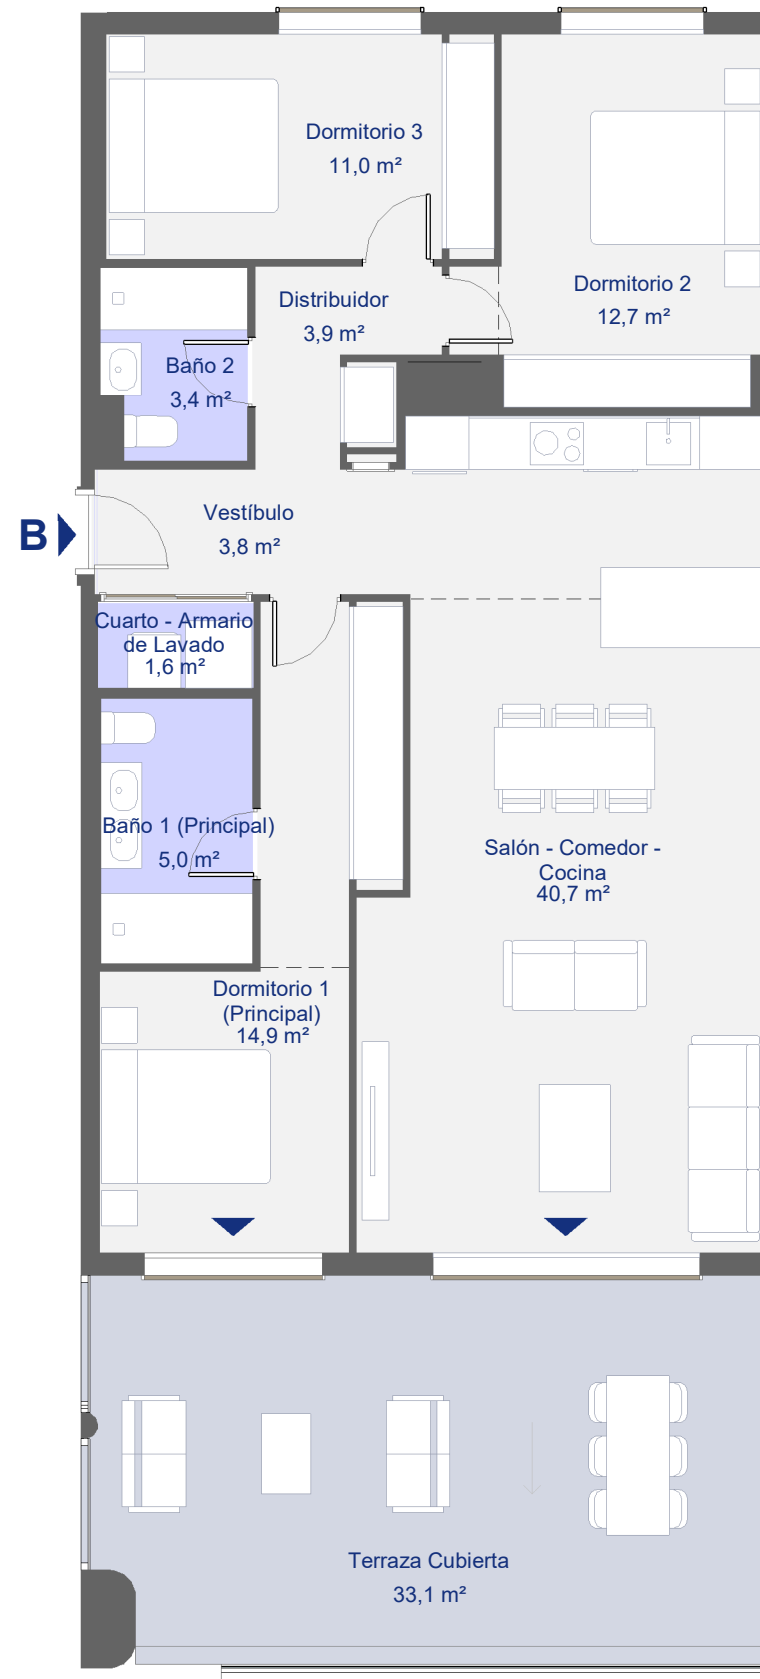 Dormitorio 3
11,0 m²
Dormitorio 2
12,7 m²
Distribuidor
3,9 m²
Baño 2
3,4 m²
Vestíbulo
3,8 m²
B
Cuarto - Armario
de Lavado
1,6 m²
Baño 1 (Principal)
5,0 m²
Salón - Comedor -
Cocina
40,7 m²
Dormitorio 1
(Principal)
14,9 m²
Terraza Cubierta
33,1 m²